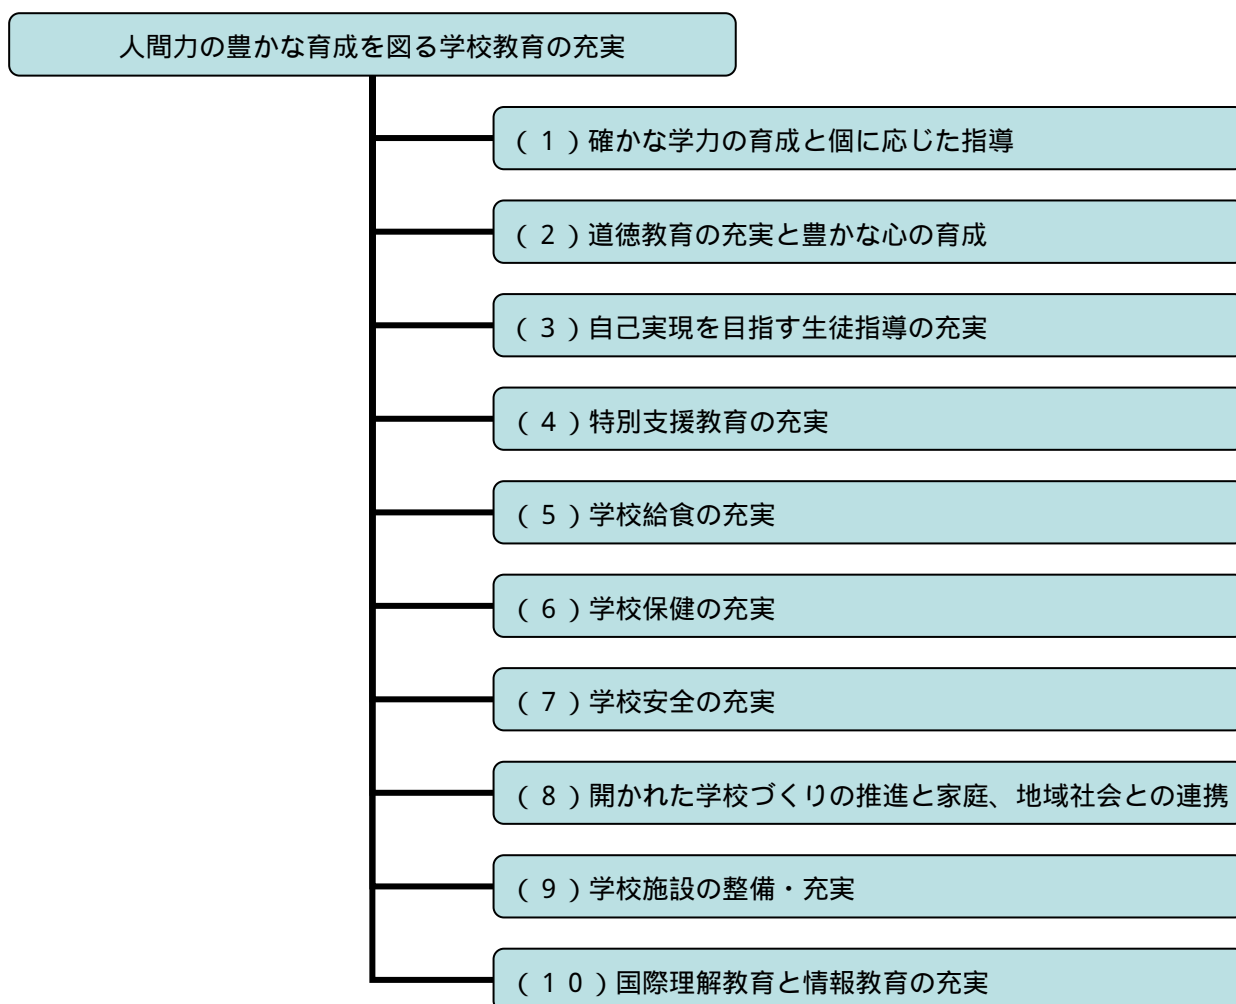 人間力の豊かな育成を図る学校教育の充実
(1)確かな学力の育成と個に応じた指導
(2)道徳教育の充実と豊かな心の育成
(3)自己実現を目指す生徒指導の充実
(4)特別支援教育の充実
(5)学校給食の充実
(6)学校保健の充実
(7)学校安全の充実
(8)開かれた学校づくりの推進と家庭、地域社会との連携
(9)学校施設の整備・充実
(10)国際理解教育と情報教育の充実